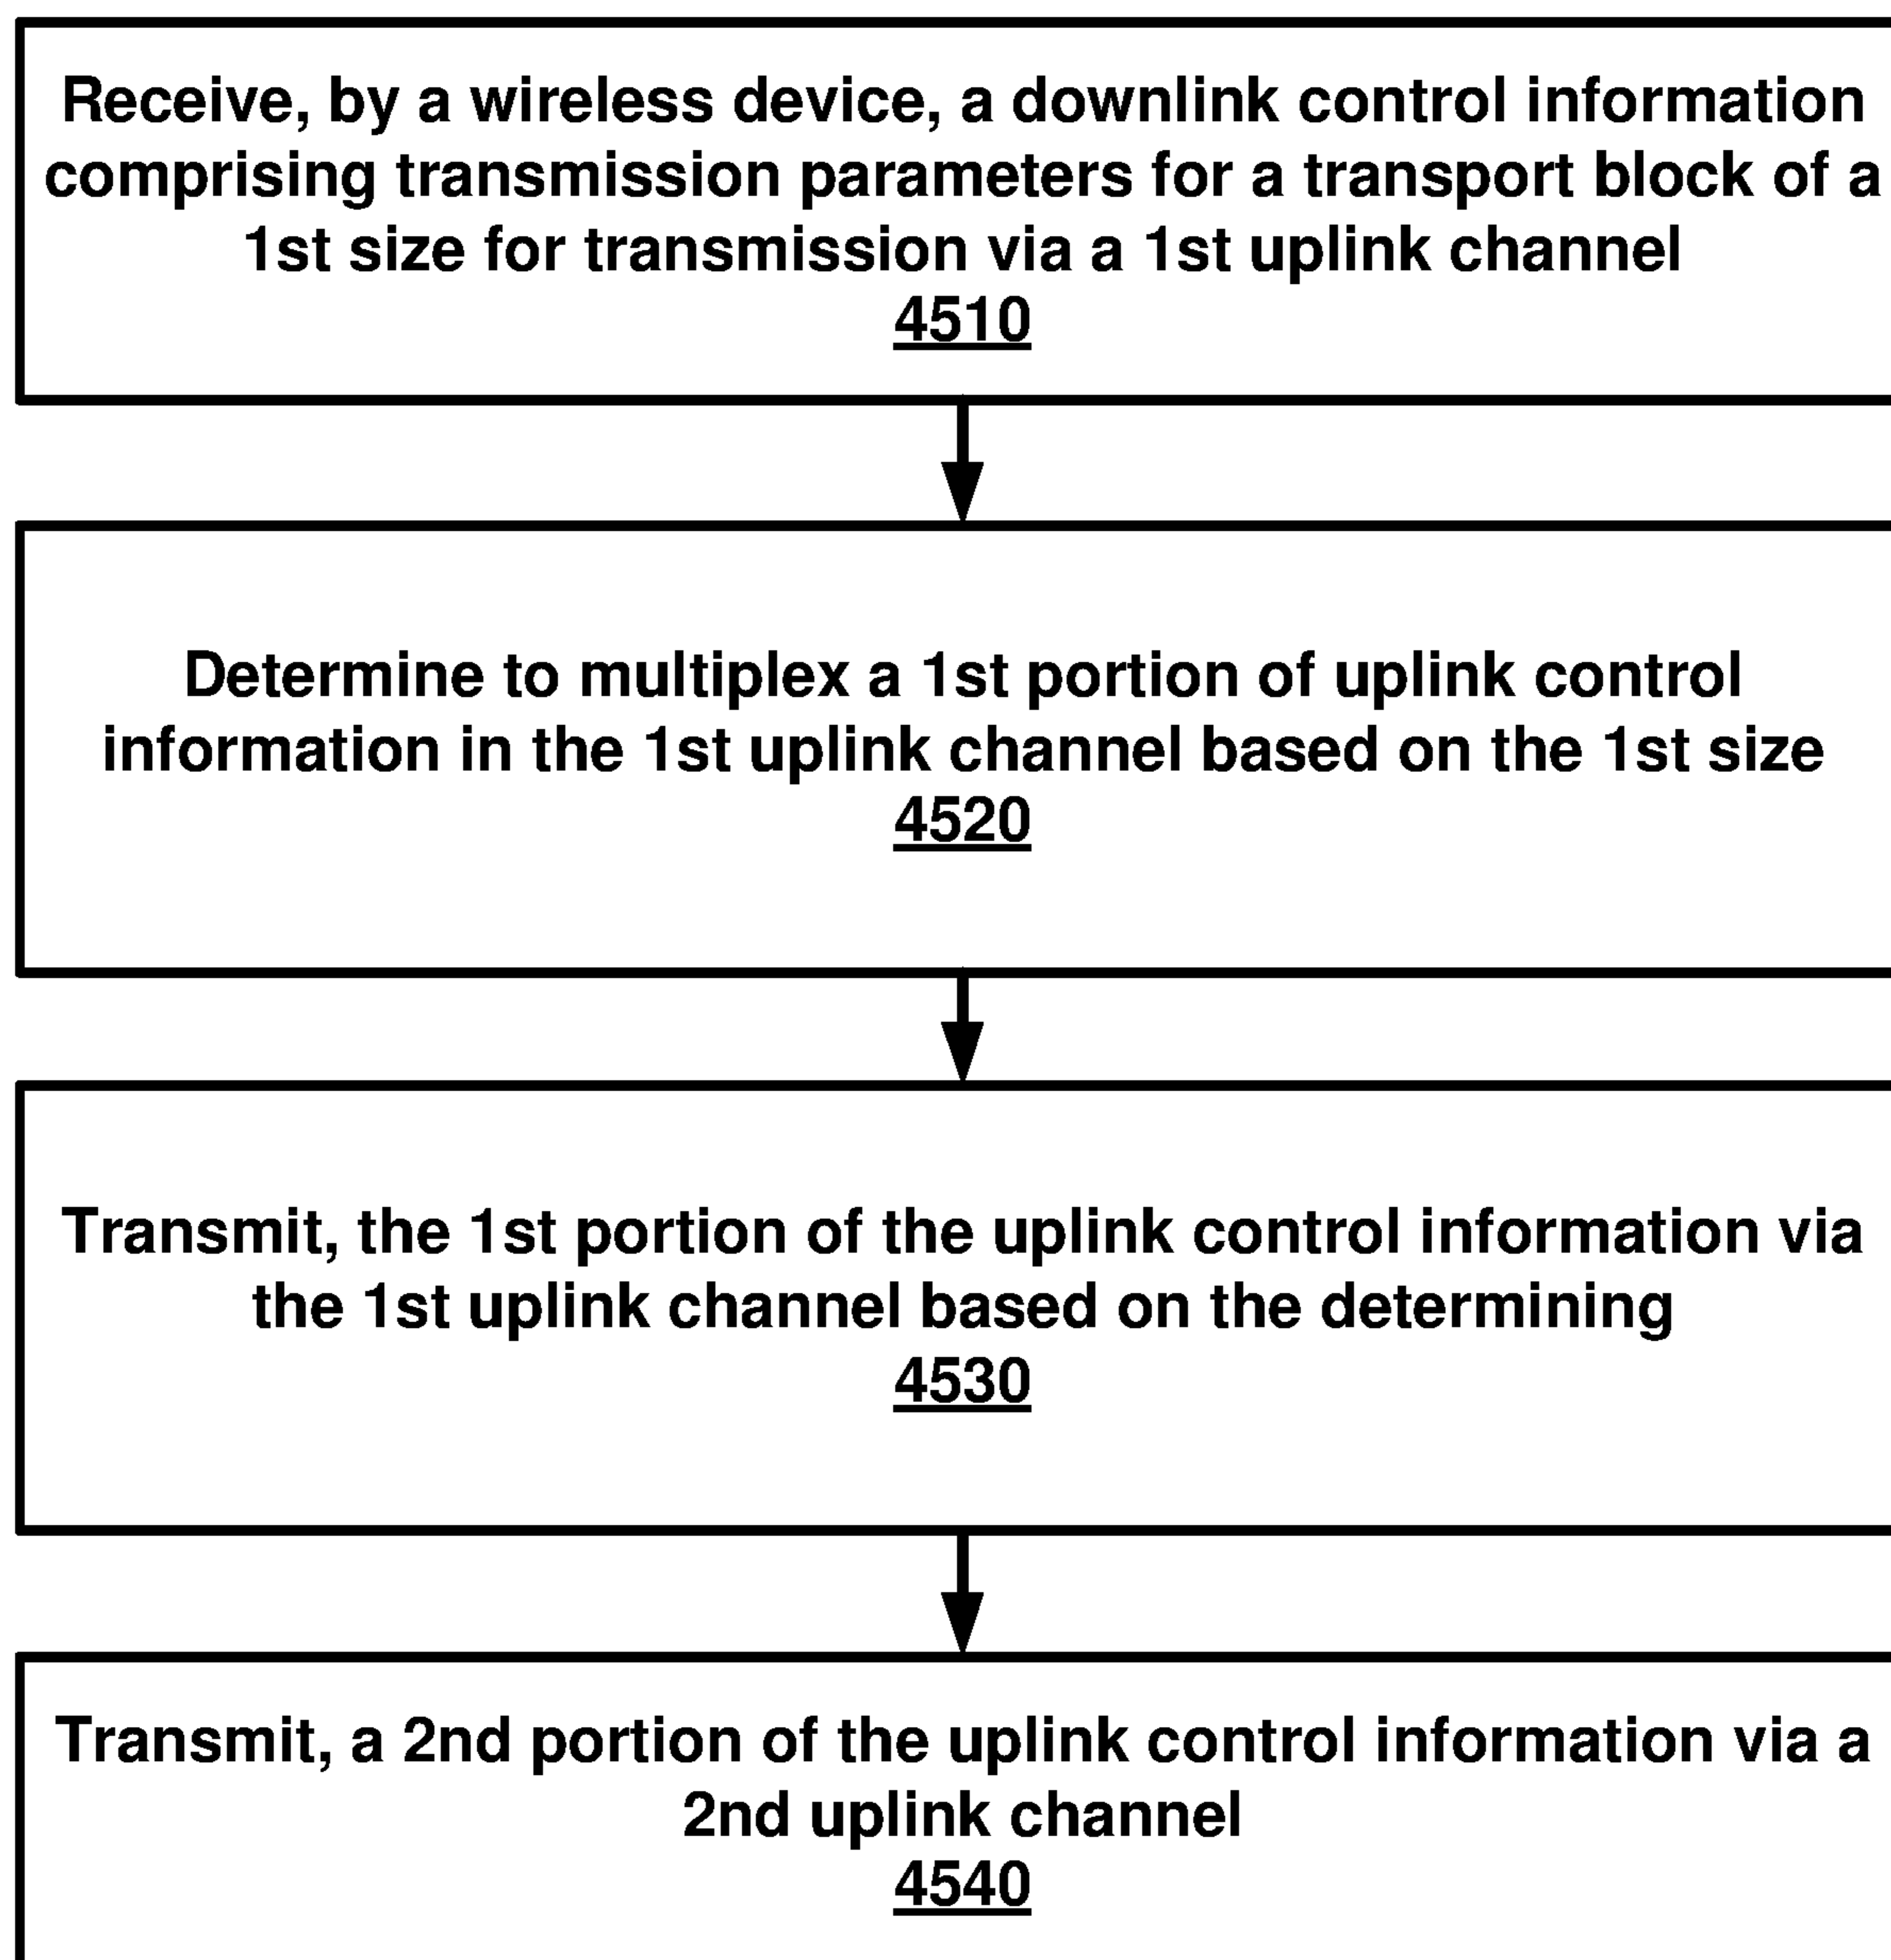 Receive, by a wireless device, a downlink control information
comprising transmission parameters for a transport block of a
1st size for transmission via a 1st uplink channel
4510
Determine to multiplex a 1st portion of uplink control
information in the 1st uplink channel based on the 1st size
4520
Transmit, the 1st portion of the uplink control information via
the 1st uplink channel based on the determining
4530
Transmit, a 2nd portion of the uplink control information via a
2nd uplink channel
4540